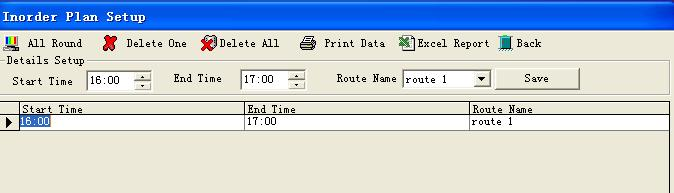 Inorder Plan Setup
All Round Delete One Delete All Print Data Excel Report Back
Details Setup
Start Time 16:00 End Time 17:00 Route Name route 1 Save
Start Time End Time Route Name
16:00 17:00 route 1